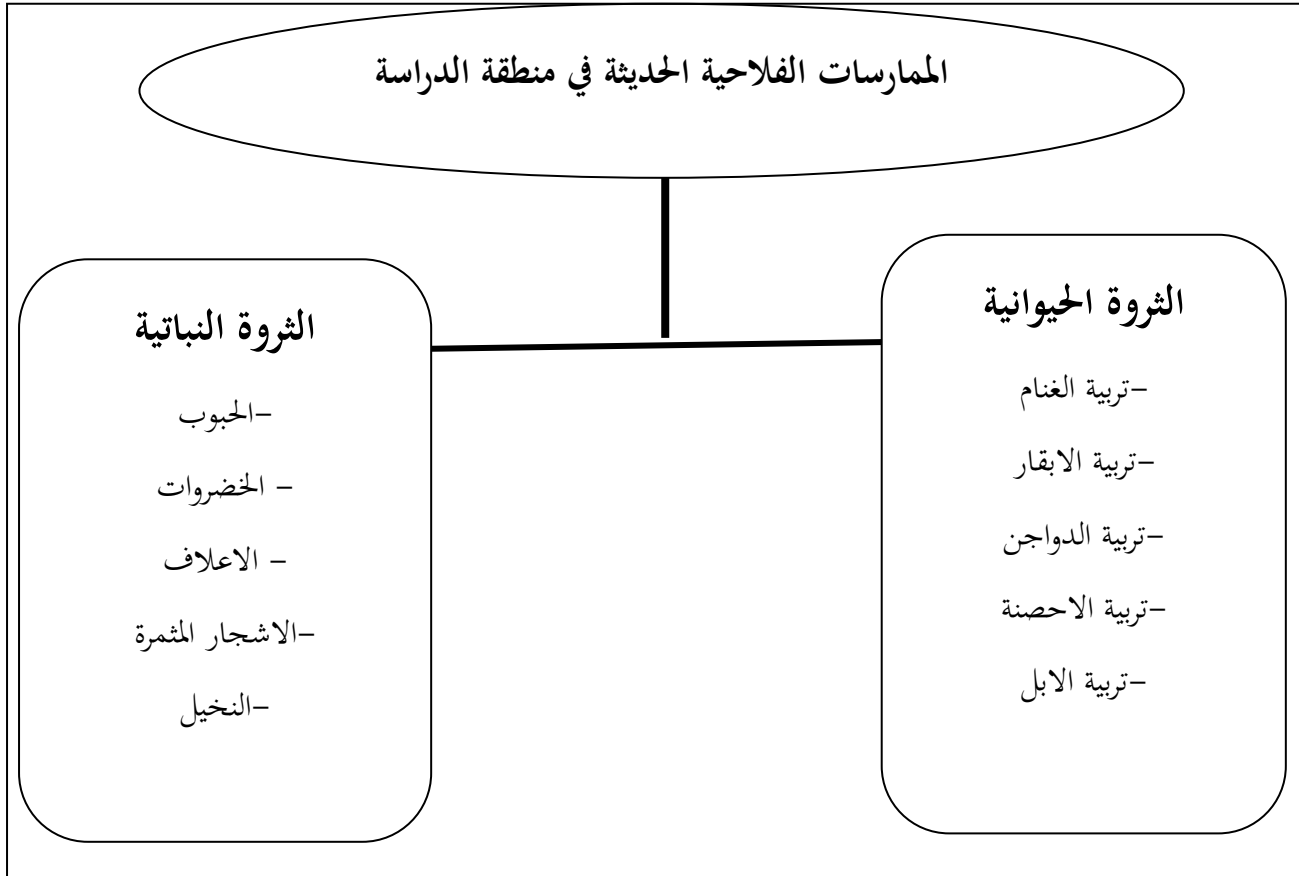 الممارسات الفلاحية الحديثة في منطقة الدراسة
الثروة الحيوانية
-تربية الغنام
-تربية الابقار
-تربية الدواجن
-تربية الاحصنة
-تربية الابل
الثروة النباتية
-الحبوب
- الخضروات
- الاعلاف
-الاشجار المثمرة
-النخيل